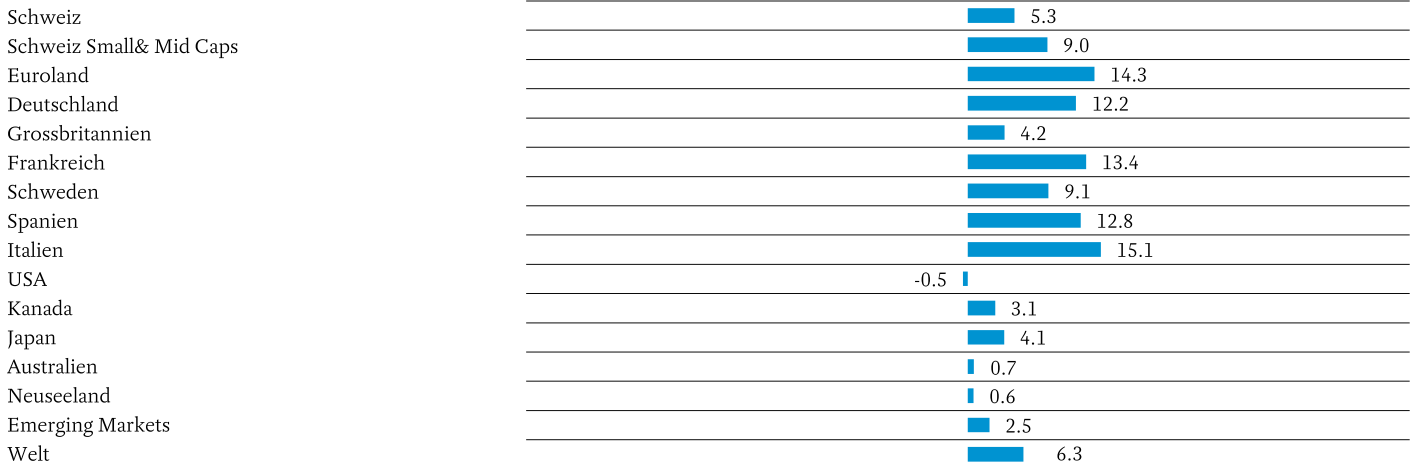 Schweiz 5.3
Schweiz Small& Mid Caps 9.0
Euroland 14.3
Deutschland 12.2
Grossbritannien 4.2
Frankreich 13.4
Schweden 9.1
Spanien 12.8
Italien 15.1
USA -0.5
Kanada 3.1
Japan 4.1
Australien 0.7
Neuseeland 0.6
Emerging Markets 2.5
Welt 6.3